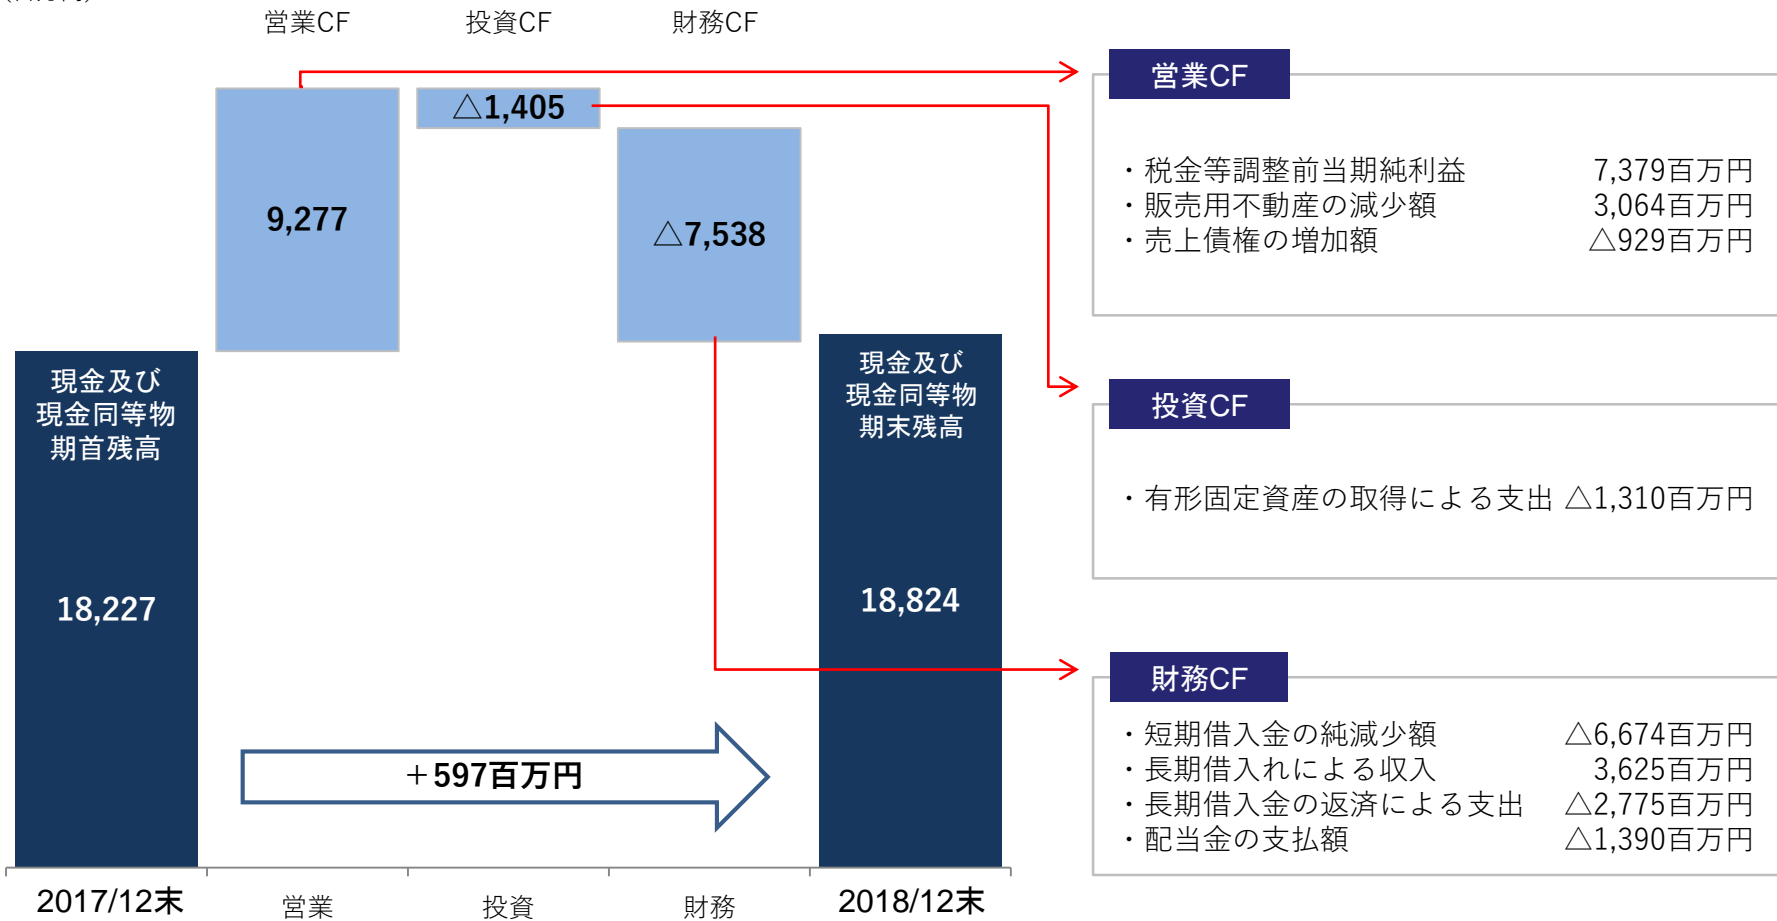 営業CF 投資CF 財務CF
9,277
△1,405
△7,538
現金及び
現金同等物
期首残高
18,227
現金及び
現金同等物
期末残高
18,824
＋597百万円
2017/12末 営業 投資 財務 2018/12末
営業CF
・税金等調整前当期純利益 7,379百万円
・販売用不動産の減少額 3,064百万円
・売上債権の増加額 △929百万円
投資CF
・有形固定資産の取得による支出 △1,310百万円
財務CF
・短期借入金の純減少額 △6,674百万円
・長期借入れによる収入 3,625百万円
・長期借入金の返済による支出 △2,775百万円
・配当金の支払額 △1,390百万円